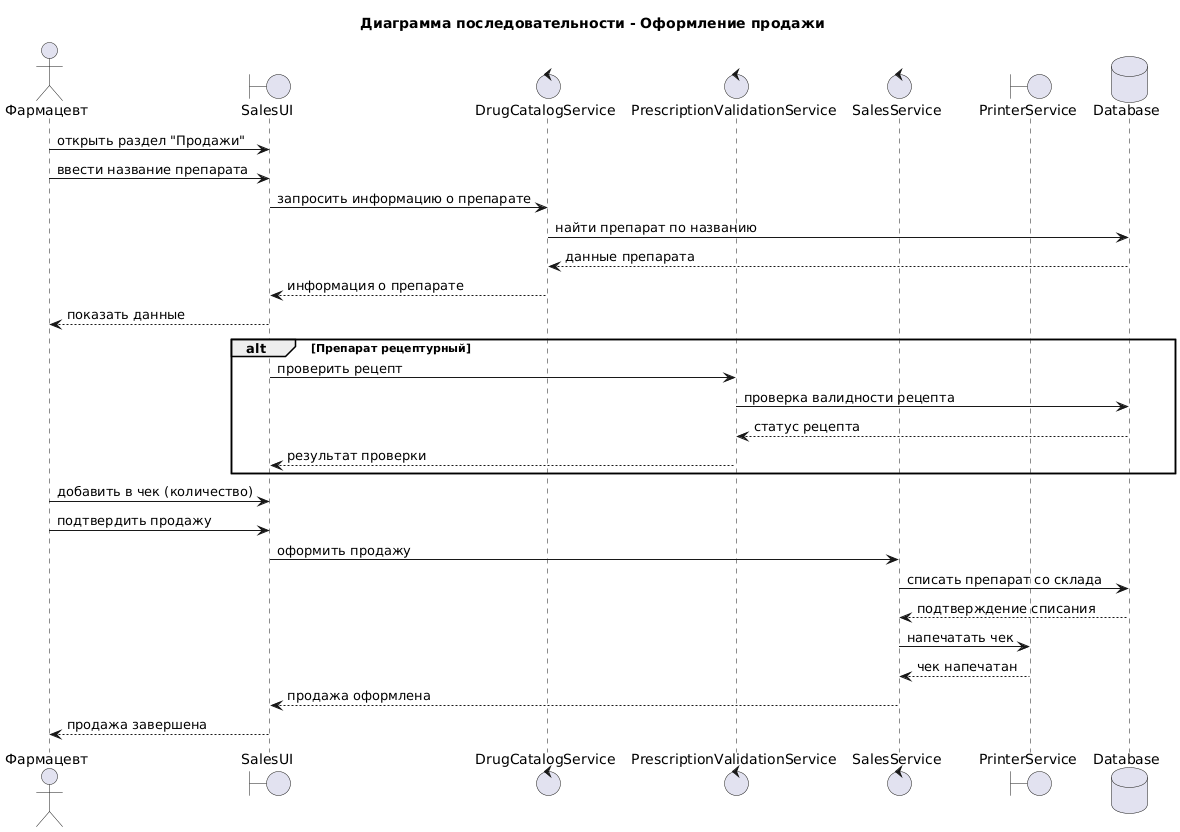 Диаграмма последовательности - Оформление продажи
Фармацевт SalesUI DrugCatalogService PrescriptionValidationService SalesService PrinterService Database
открыть раздел "Продажи"
ввести название препарата
запросить информацию о препарате
найти препарат по названию
данные препарата
информация о препарате
показать данные
alt [Препарат рецептурный]
проверить рецепт
проверка валидности рецепта
статус рецепта
результат проверки
добавить в чек (количество)
подтвердить продажу
оформить продажу
списать препарат со склада
подтверждение списания
напечатать чек
чек напечатан
продажа оформлена
продажа завершена
Фармацевт SalesUI DrugCatalogService PrescriptionValidationService SalesService PrinterService Database